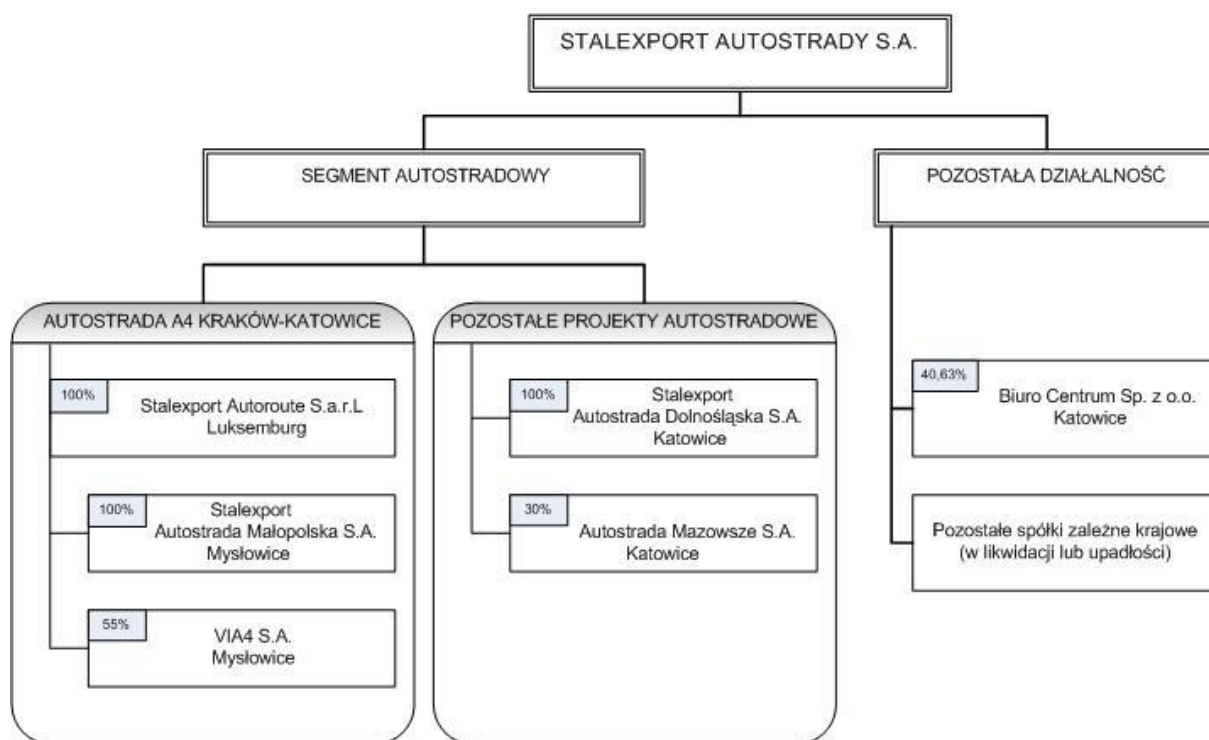 STALEXPORT AUTOSTRADY S.A.
SEGMENT AUTOSTRADOWY
POZOSTAŁA DZIAŁALNOŚĆ
AUTOSTRADA A4 KRAKÓW-KATOWICE
100%
Stalexport Autoroute S.a.r.L
Luksemburg
100%
Stalexport
Autostrada Małopolska S.A.
Mysłowice
55%
VIA4 S.A.
Mysłowice
POZOSTAŁE PROJEKTY AUTOSTRADOWE
100%
Stalexport
Autostrada Dolnośląska S.A.
Katowice
30%
Autostrada Mazowsze S.A.
Katowice
40,63%
Biuro Centrum Sp. z o.o.
Katowice
Pozostałe spółki zależne krajowe
(w likwidacji lub upadłości)